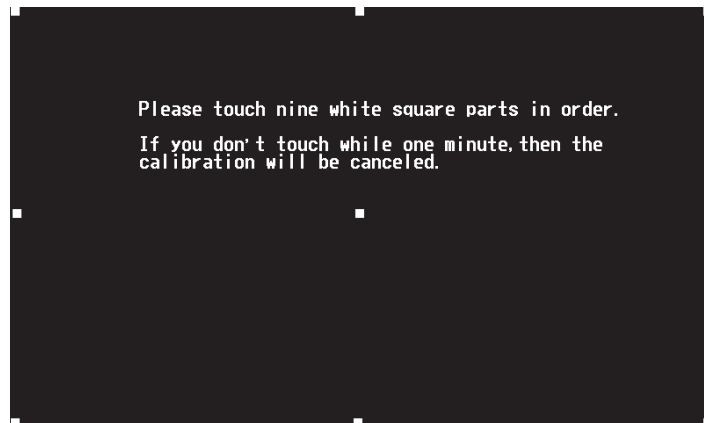 Please touch nine white square parts in order.
If you don't touch while one minute, then the
calibration will be canceled.